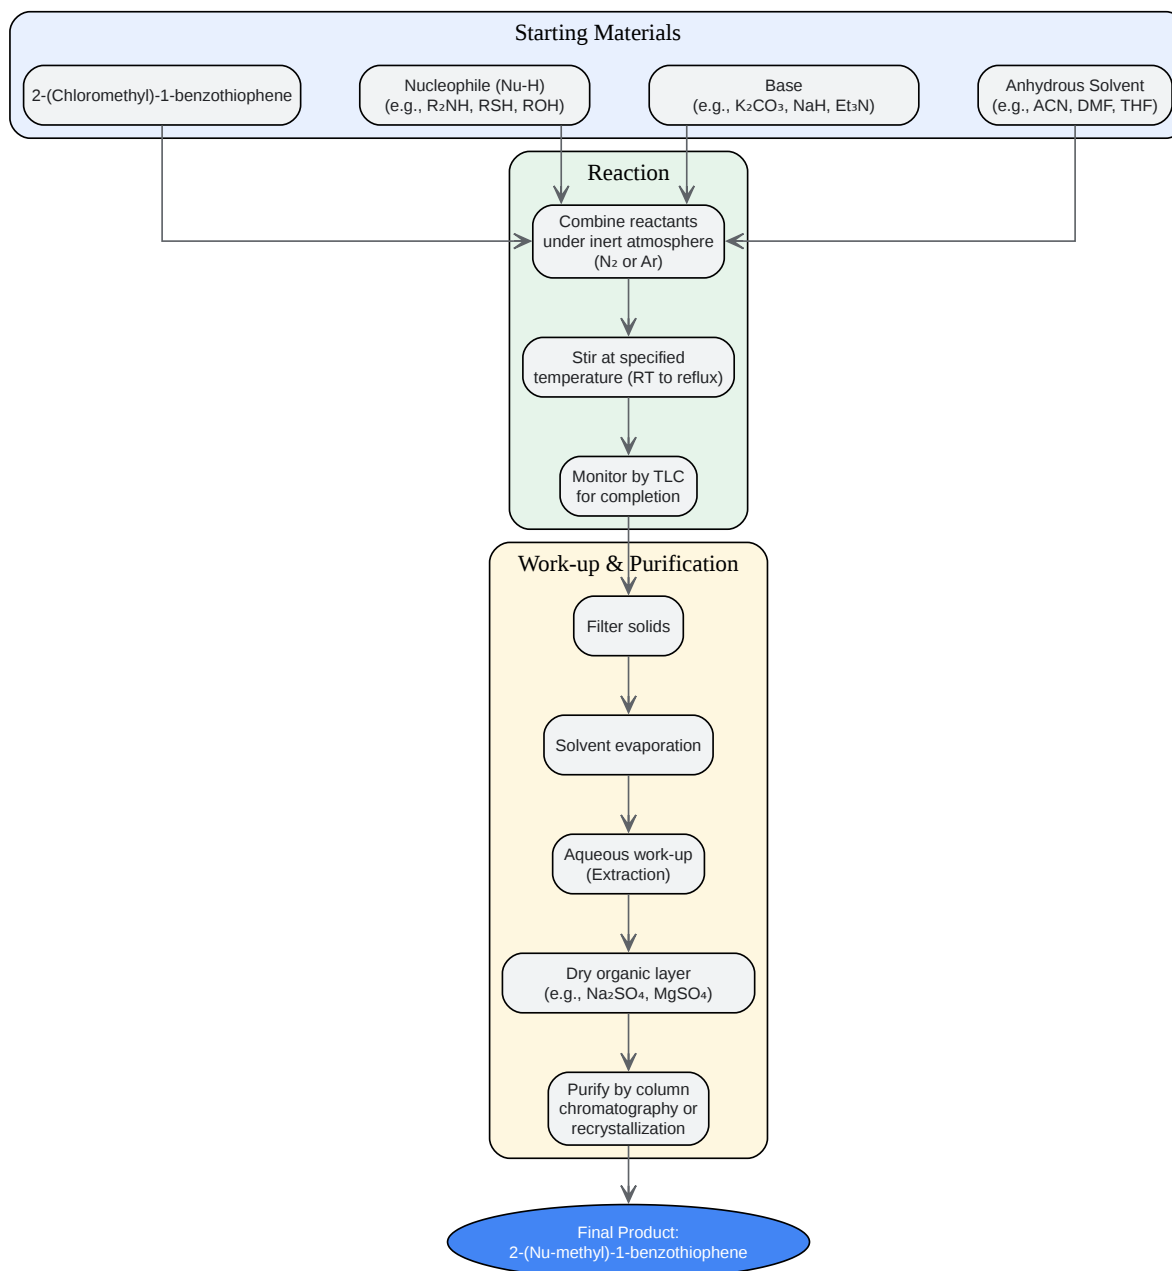 Starting Materials
2-(Chloromethyl)-1-benzothiophene
Nucleophile (Nu-H)
(e.g., R₂NH, RSH, ROH)
Base
(e.g., K₂CO₃, NaH, Et₃N)
Anhydrous Solvent
(e.g., ACN, DMF, THF)
Reaction
Combine reactants
under inert atmosphere
(N₂ or Ar)
Stir at specified
temperature (RT to reflux)
Monitor by TLC
for completion
Work-up & Purification
Filter solids
Solvent evaporation
Aqueous work-up
(Extraction)
Dry organic layer
(e.g., Na₂SO₄, MgSO₄)
Purify by column
chromatography or
recrystallization
Final Product:
2-(Nu-methyl)-1-benzothiophene